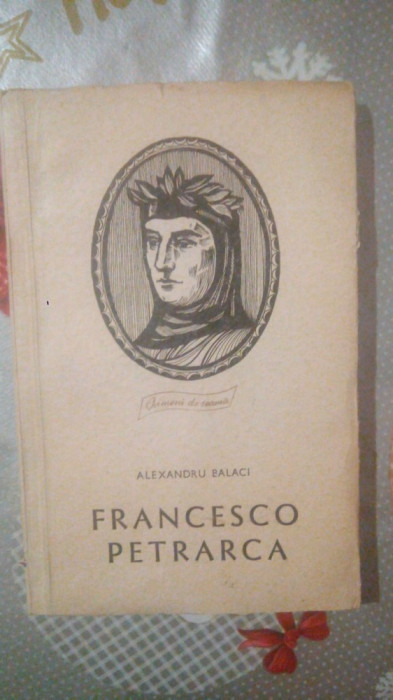 Oameni de seamă
ALEXANDRU BALACI
FRANCESCO
PETRARCA